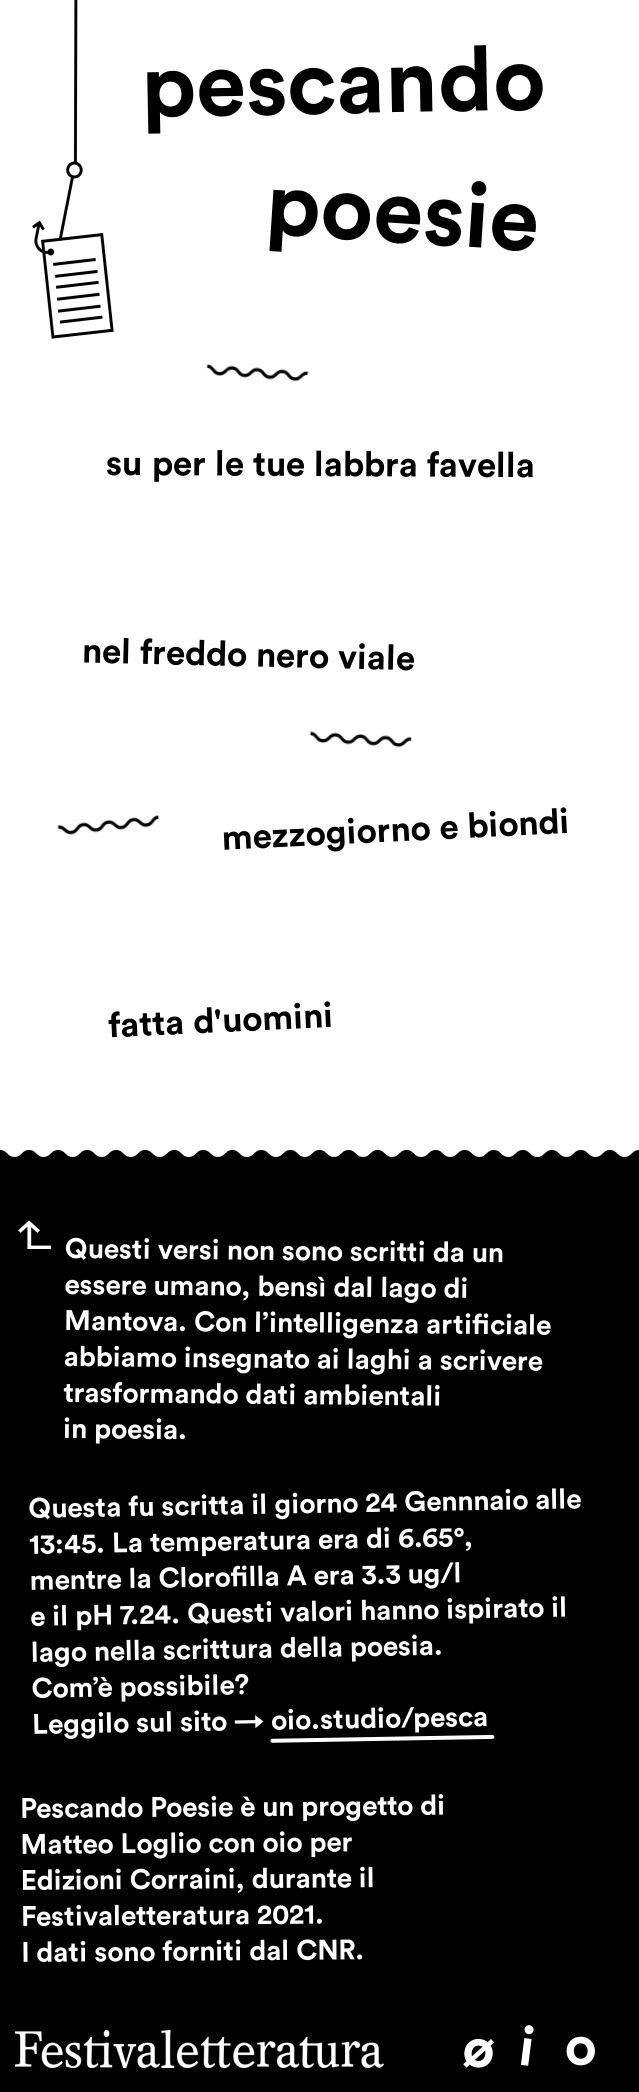 pescando
poesie
su per le tue labbra favella
nel freddo nero viale
mezzogiorno e biondi
fatta d'uomini
Questi versi non sono scritti da un
essere umano, bensì dal lago di
Mantova. Con l’intelligenza artificiale
abbiamo insegnato ai laghi a scrivere
trasformando dati ambientali
in poesia.
Questa fu scritta il giorno 24 Gennnaio alle
13:45. La temperatura era di 6.65°,
mentre la Clorofilla A era 3.3 ug/l
e il pH 7.24. Questi valori hanno ispirato il
lago nella scrittura della poesia.
Com’è possibile?
Leggilo sul sito → oio.studio/pesca
Pescando Poesie è un progetto di
Matteo Loglio con oio per
Edizioni Corraini, durante il
Festivaletteratura 2021.
I dati sono forniti dal CNR.
Festivaletteratura ø i o